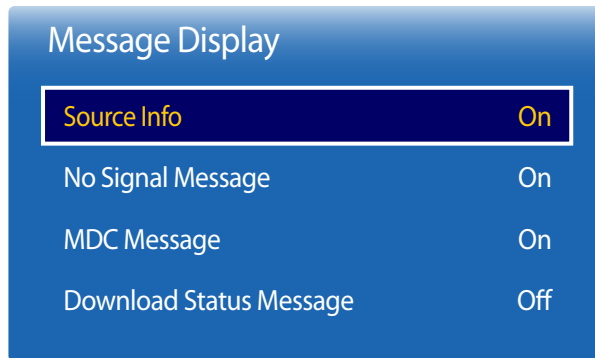 Message Display
Source Info On
No Signal Message On
MDC Message On
Download Status Message Off